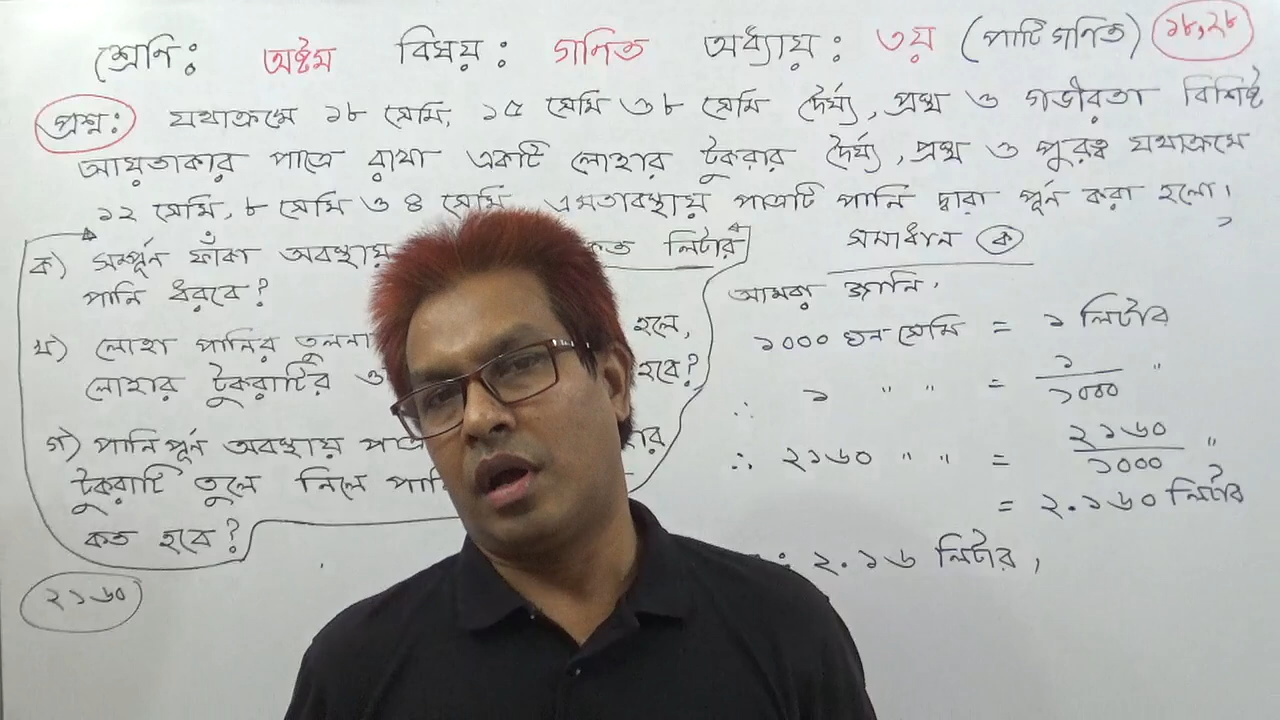 শ্রেণি: অষ্টম বিষয়: গণিত অধ্যায়: ৩য় (পাটিগণিত) ১৮,২৮
প্রশ্ন: যথাক্রমে ১৮ সেমি, ১৫ সেমি ও ৮ সেমি দৈর্ঘ্য, প্রস্থ ও গভীরতা বিশিষ্ট
আয়তাকার পাত্রে রাখা একটি লোহার টুকরার দৈর্ঘ্য, প্রস্থ ও পুরুত্ব যথাক্রমে
১২ সেমি, ৮ সেমি ও ৪ সেমি এমতাবস্থায় পাত্রটি পানি দ্বারা পূর্ন করা হলো।
ক) সম্পূর্ন ফাঁকা অবস্থায় কত লিটার
পানি ধরবে?
খ) লোহা পানির তুলনা হলে,
লোহার টুকরাটির ও হবে?
গ) পানিপূর্ন অবস্থায় পাত্র
টুকরাটি তুলে নিলে পানি
কত হবে?
২১৬০
সমাধান ক
আমরা জানি,
১০০০ ঘন সেমি = ১ লিটার
∴ ১ " " = ১/১০০০ "
∴ ২১৬০ " " = ২১৬০/১০০০ "
= ২.১৬০ লিটার
: ২.১৬ লিটার,